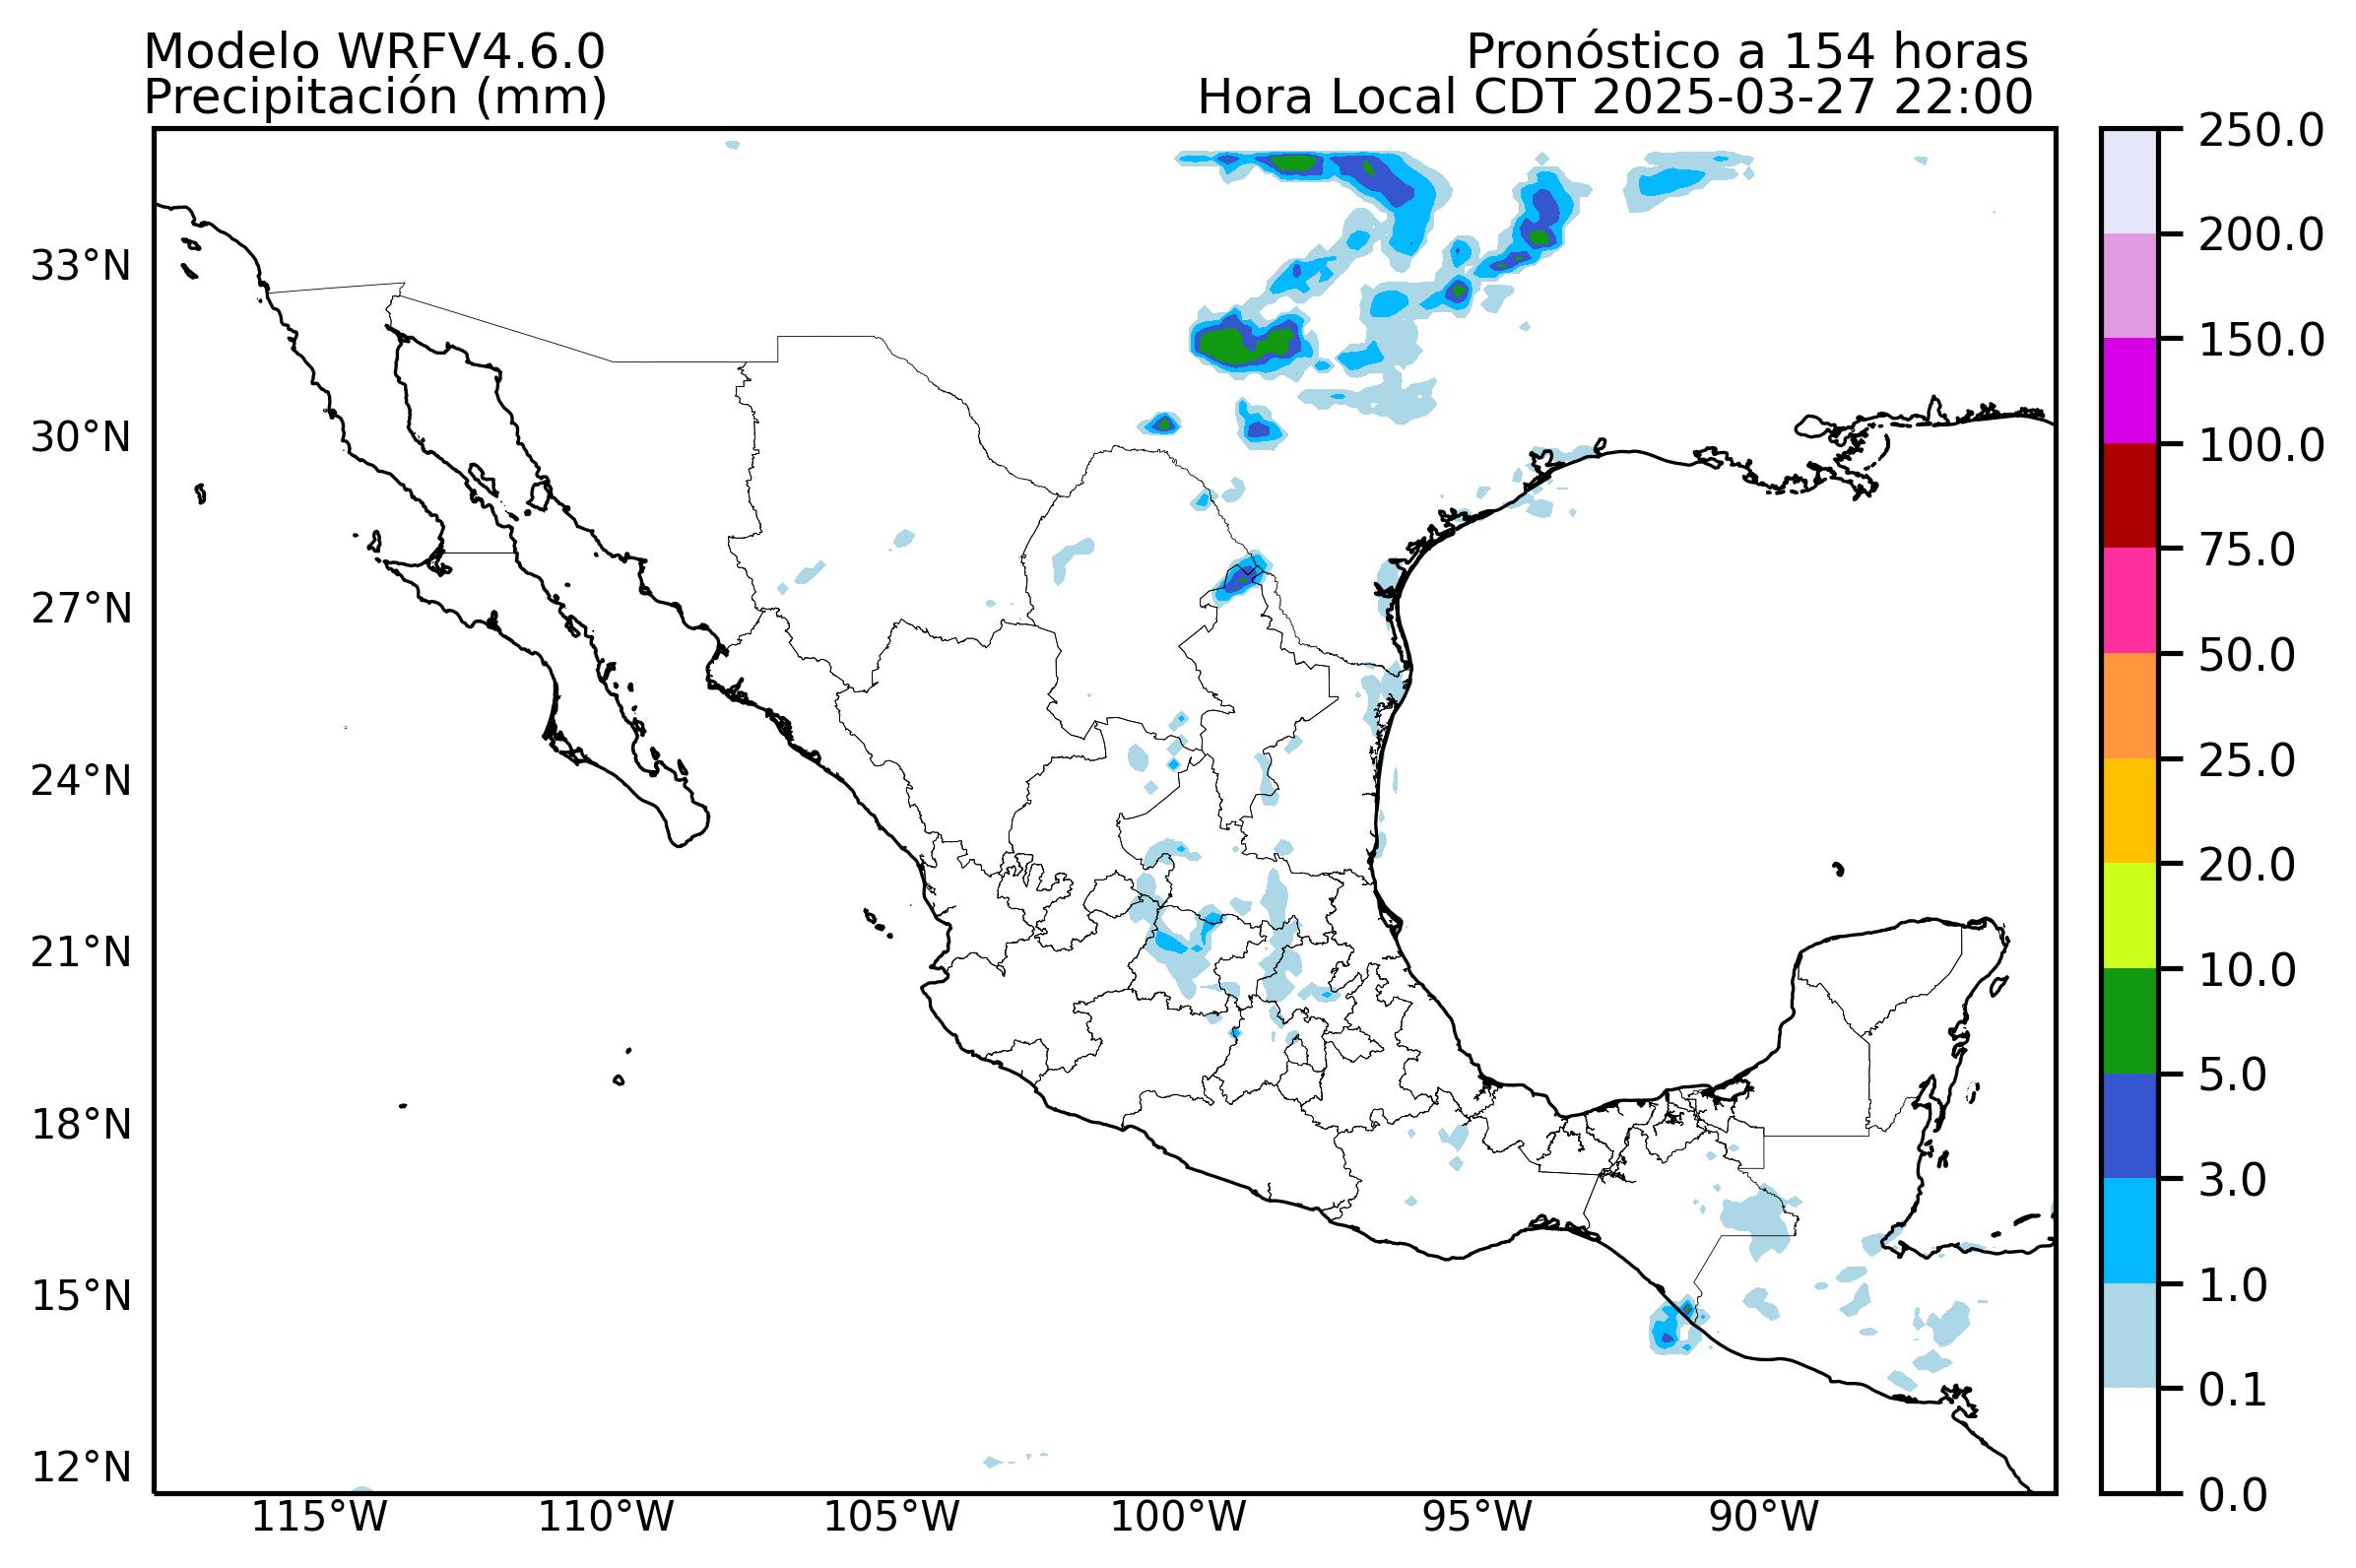 Modelo WRFV4.6.0
Pronóstico a 154 horas
Precipitación (mm)
Hora Local CDT 2025-03-27 22:00
250.0
200.0
150.0
100.0
75.0
50.0
25.0
20.0
10.0
5.0
3.0
1.0
0.1
0.0
33°N
30°N
27°N
24°N
21°N
18°N
15°N
12°N
115°W
110°W
105°W
100°W
95°W
90°W